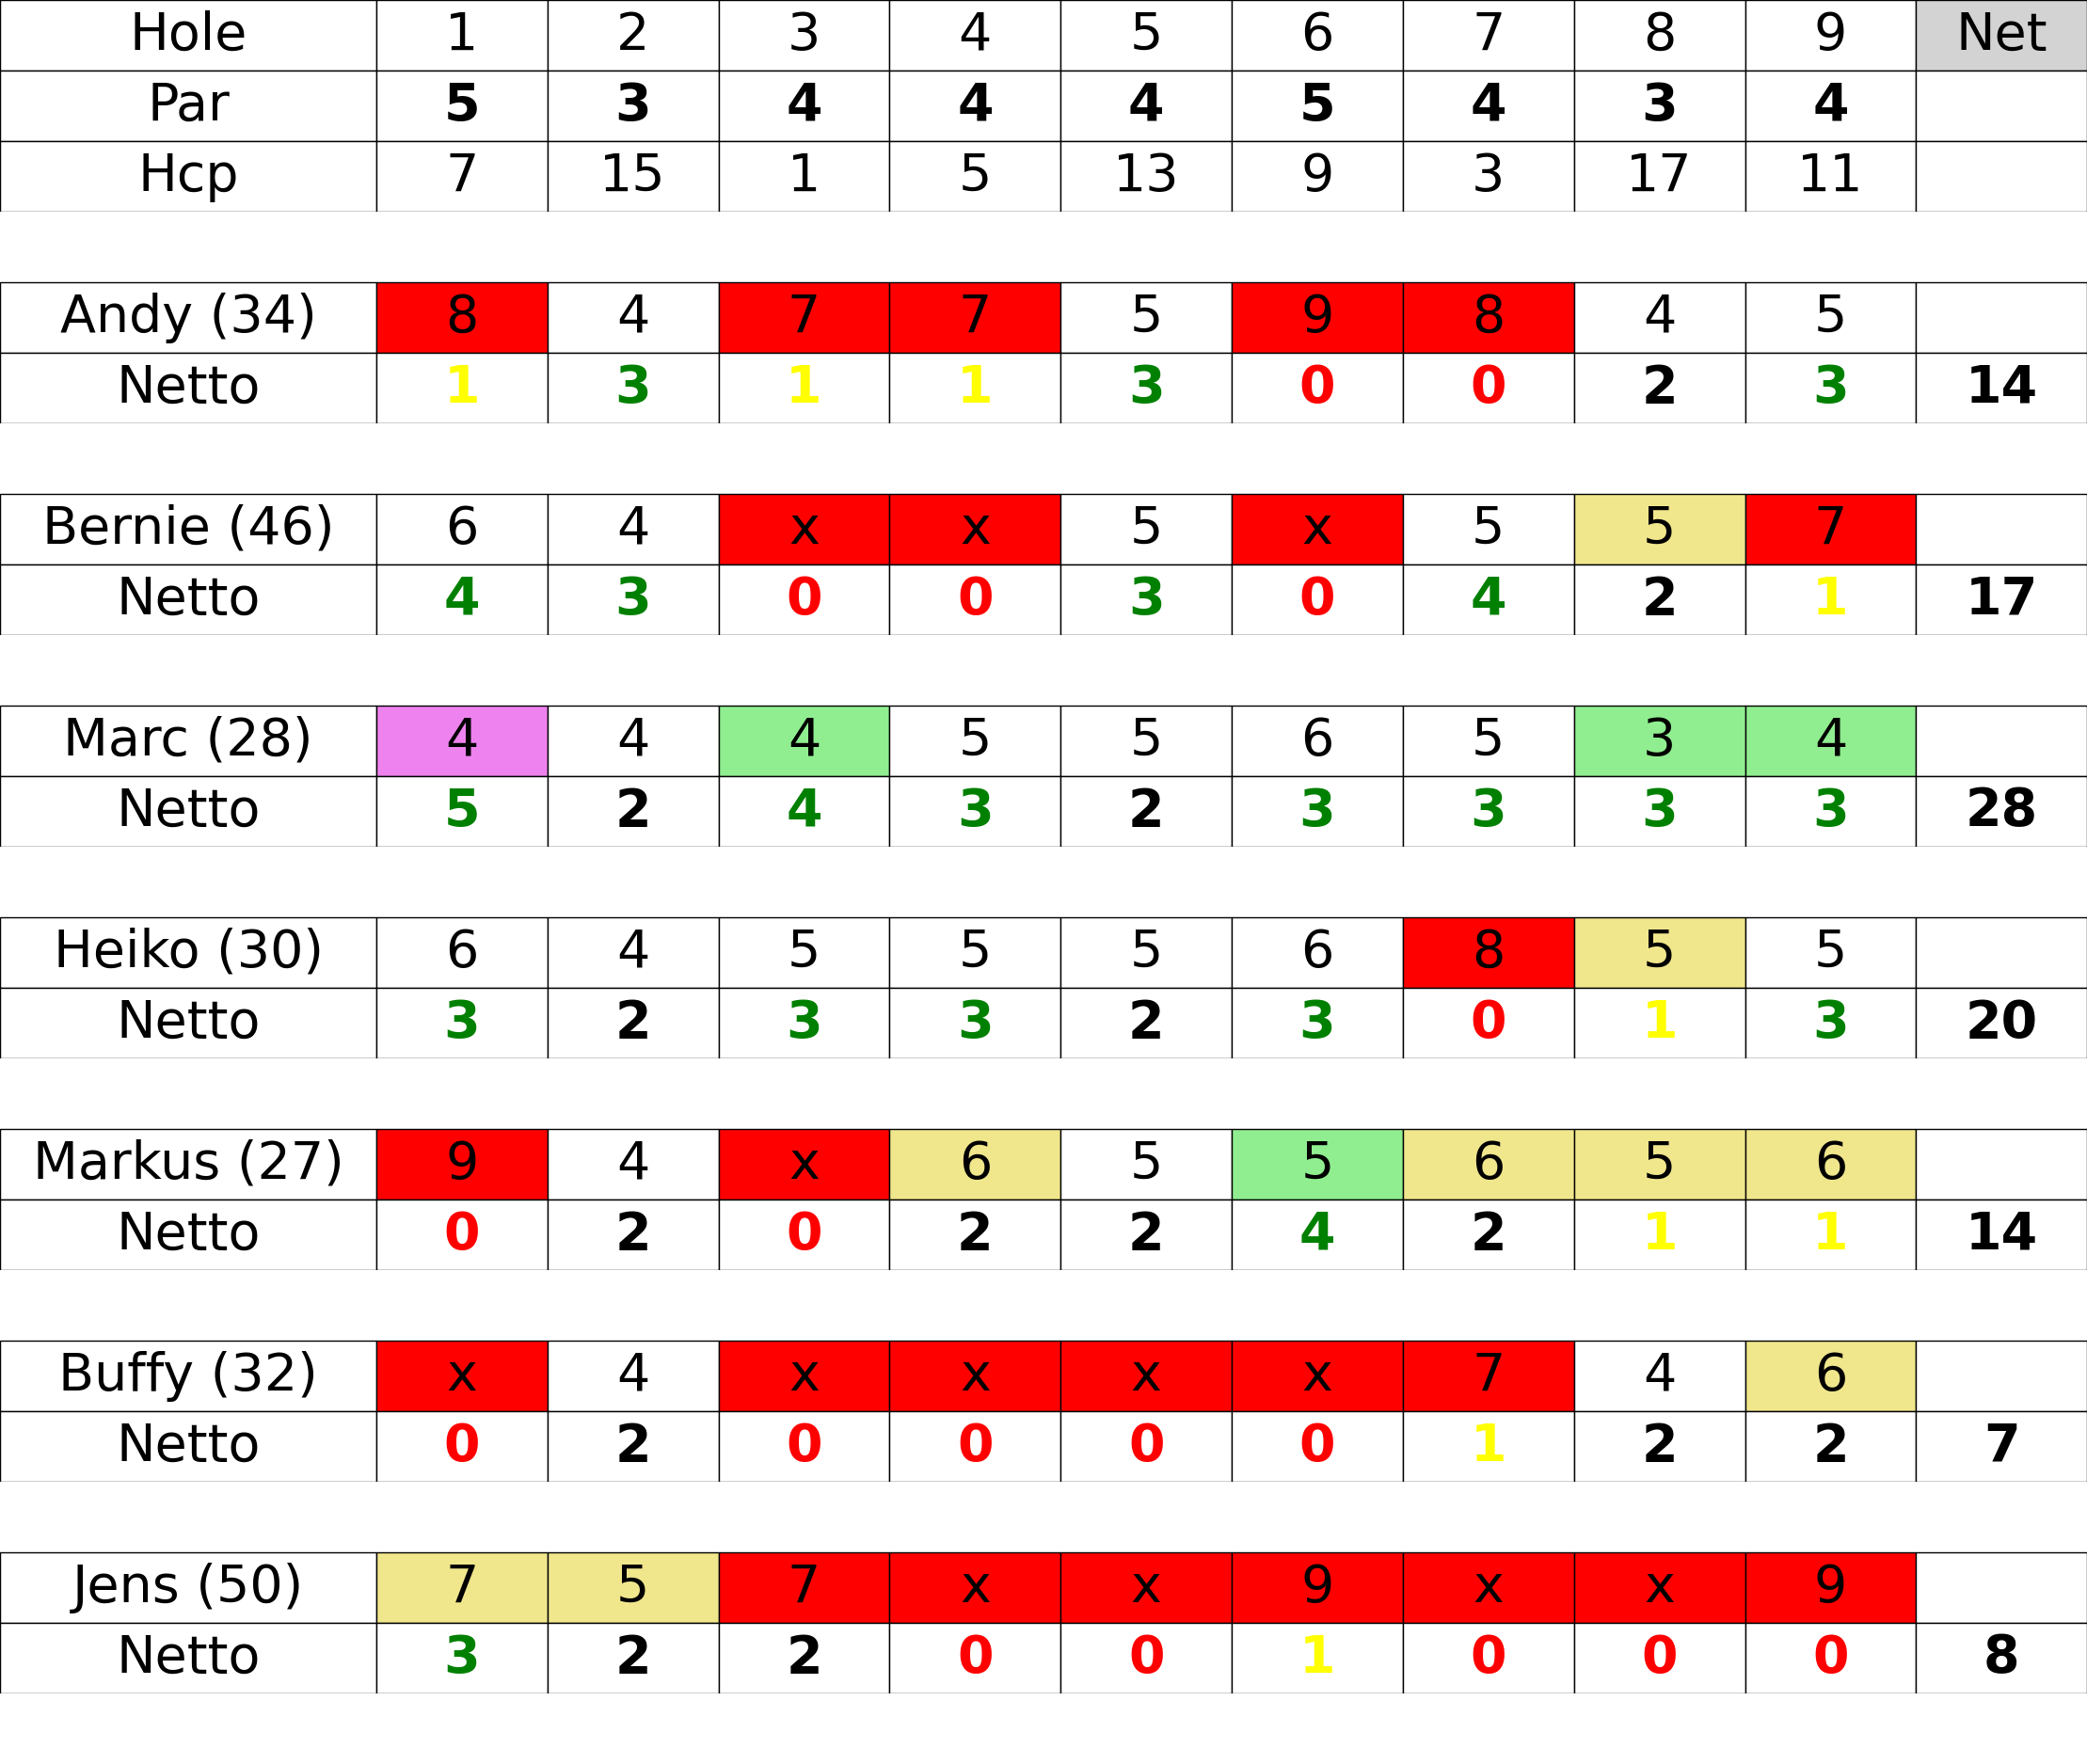 Hole 1 2 3 4 5 6 7 8 9 Net
Par 5 3 4 4 4 5 4 3 4
Hcp 7 15 1 5 13 9 3 17 11
Andy (34) 8 4 7 7 5 9 8 4 5
Netto 1 3 1 1 3 0 0 2 3 14
Bernie (46) 6 4 x x 5 x 5 5 7
Netto 4 3 0 0 3 0 4 2 1 17
Marc (28) 4 4 4 5 5 6 5 3 4
Netto 5 2 4 3 2 3 3 3 3 28
Heiko (30) 6 4 5 5 5 6 8 5 5
Netto 3 2 3 3 2 3 0 1 3 20
Markus (27) 9 4 x 6 5 5 6 5 6
Netto 0 2 0 2 2 4 2 1 1 14
Buffy (32) x 4 x x x x 7 4 6
Netto 0 2 0 0 0 0 1 2 2 7
Jens (50) 7 5 7 x x 9 x x 9
Netto 3 2 2 0 0 1 0 0 0 8